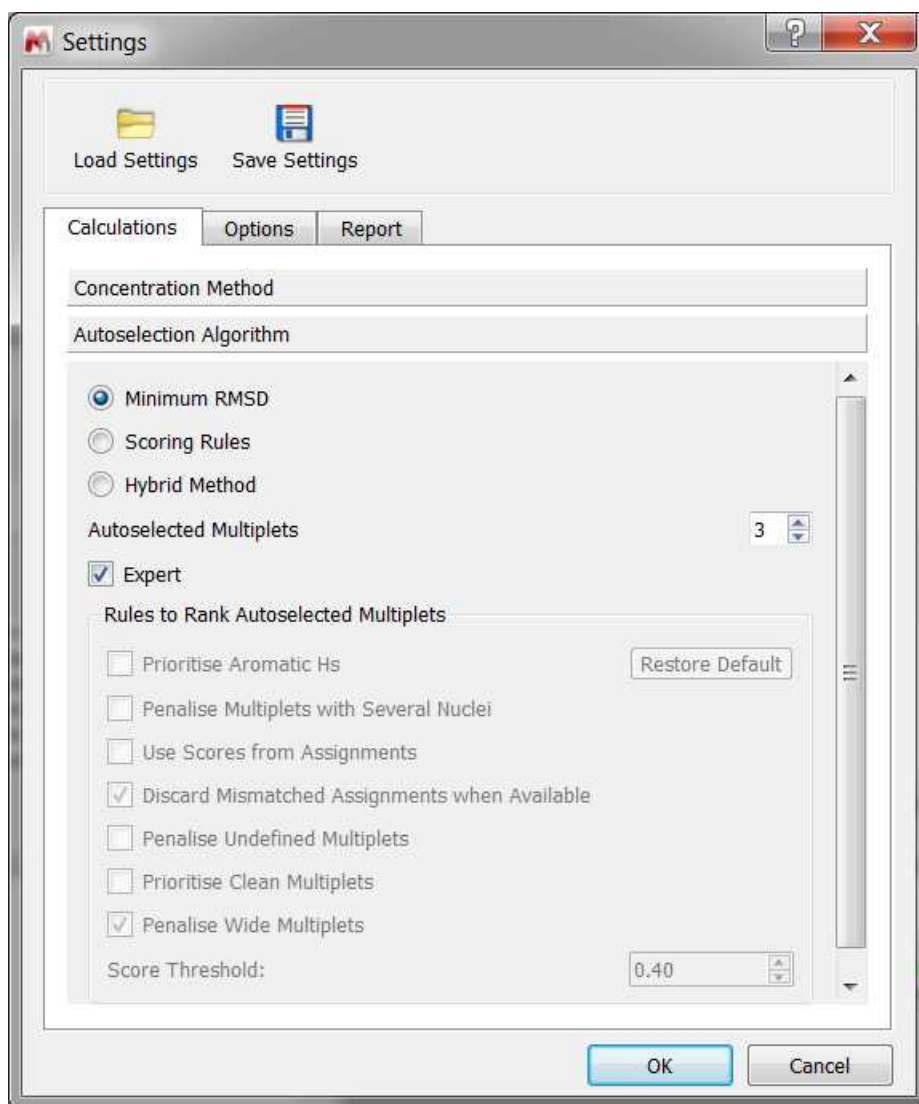 Settings
Load Settings Save Settings
Calculations Options Report
Concentration Method
Autoselection Algorithm
Minimum RMSD
Scoring Rules
Hybrid Method
Autoselected Multiplets 3
Expert
Rules to Rank Autoselected Multiplets
Prioritise Aromatic Hs Restore Default
Penalise Multiplets with Several Nuclei
Use Scores from Assignments
Discard Mismatched Assignments when Available
Penalise Undefined Multiplets
Prioritise Clean Multiplets
Penalise Wide Multiplets
Score Threshold: 0.40
OK Cancel